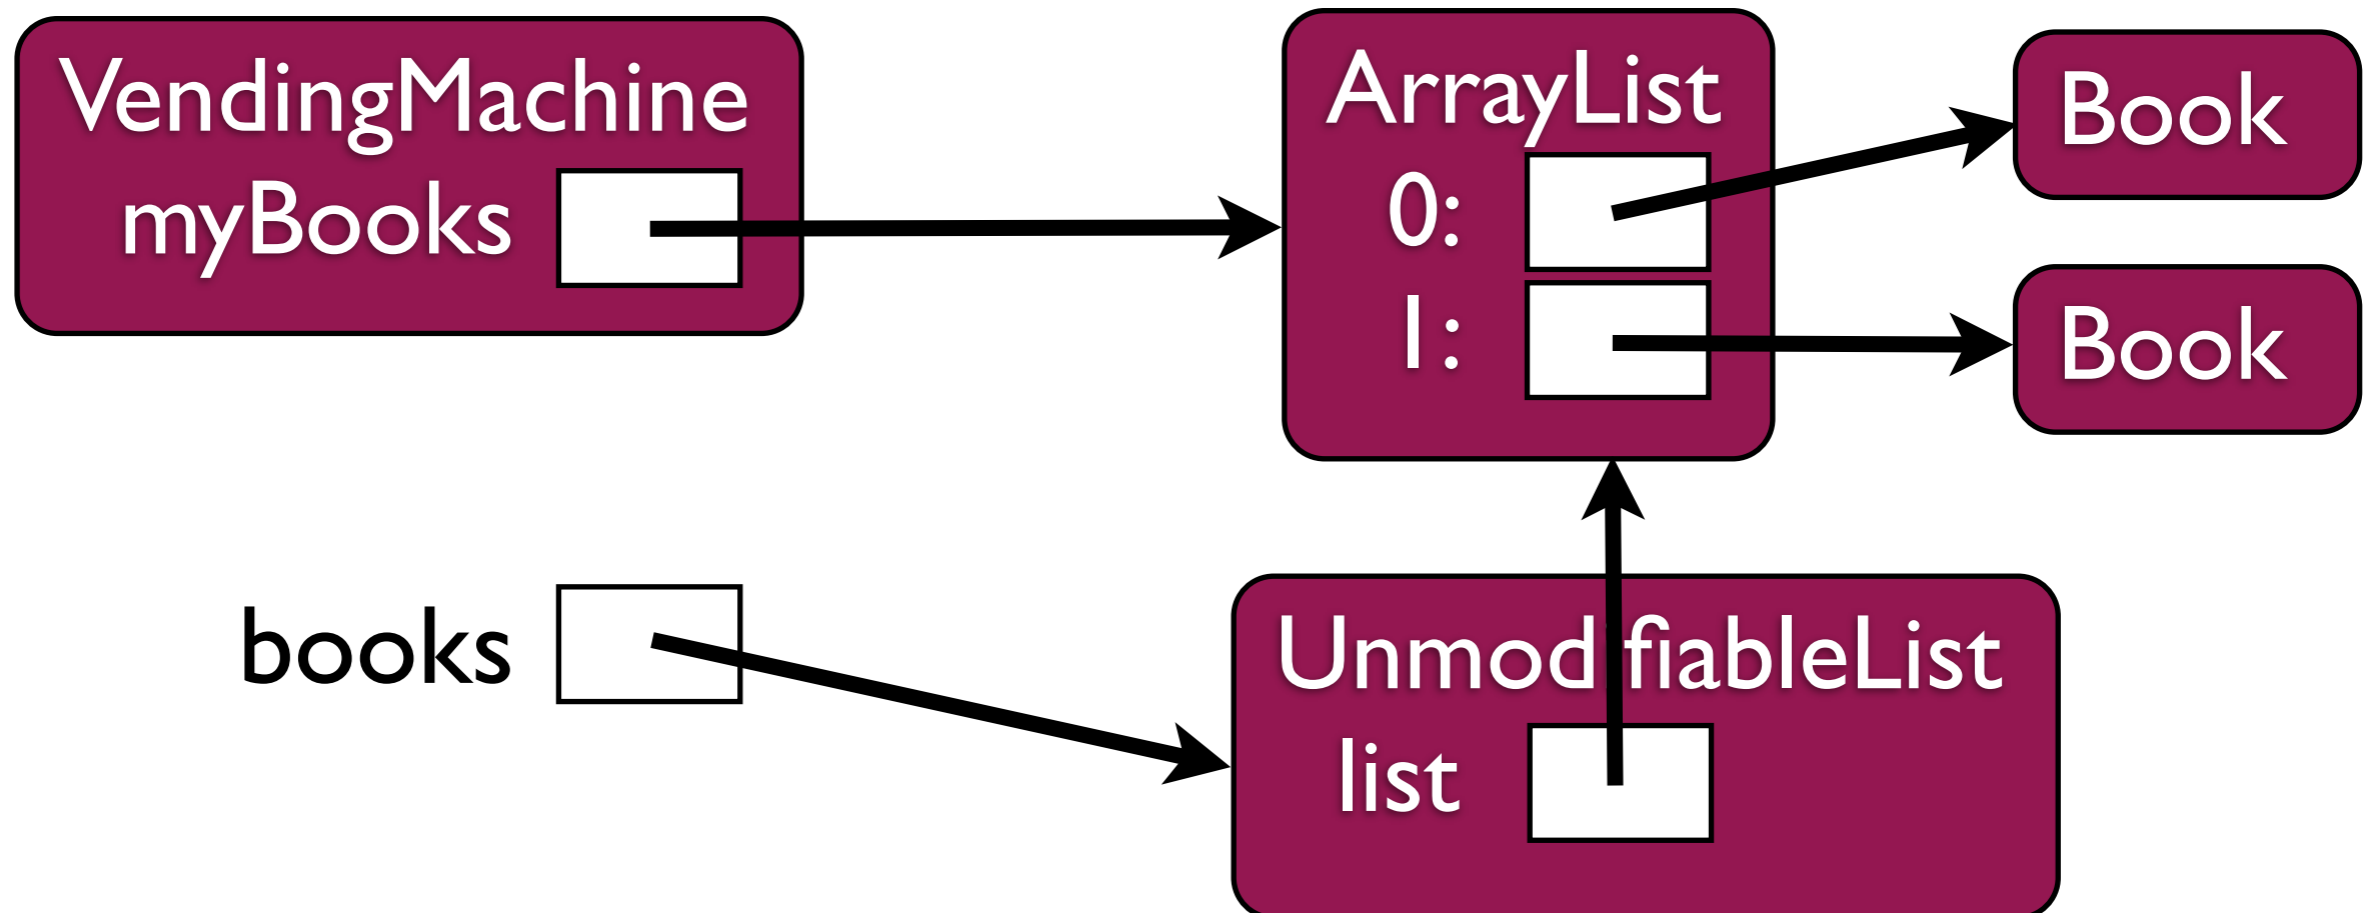 VendingMachine
myBooks
ArrayList
0:
1:
Book
Book
books
UnmodifiableList
list